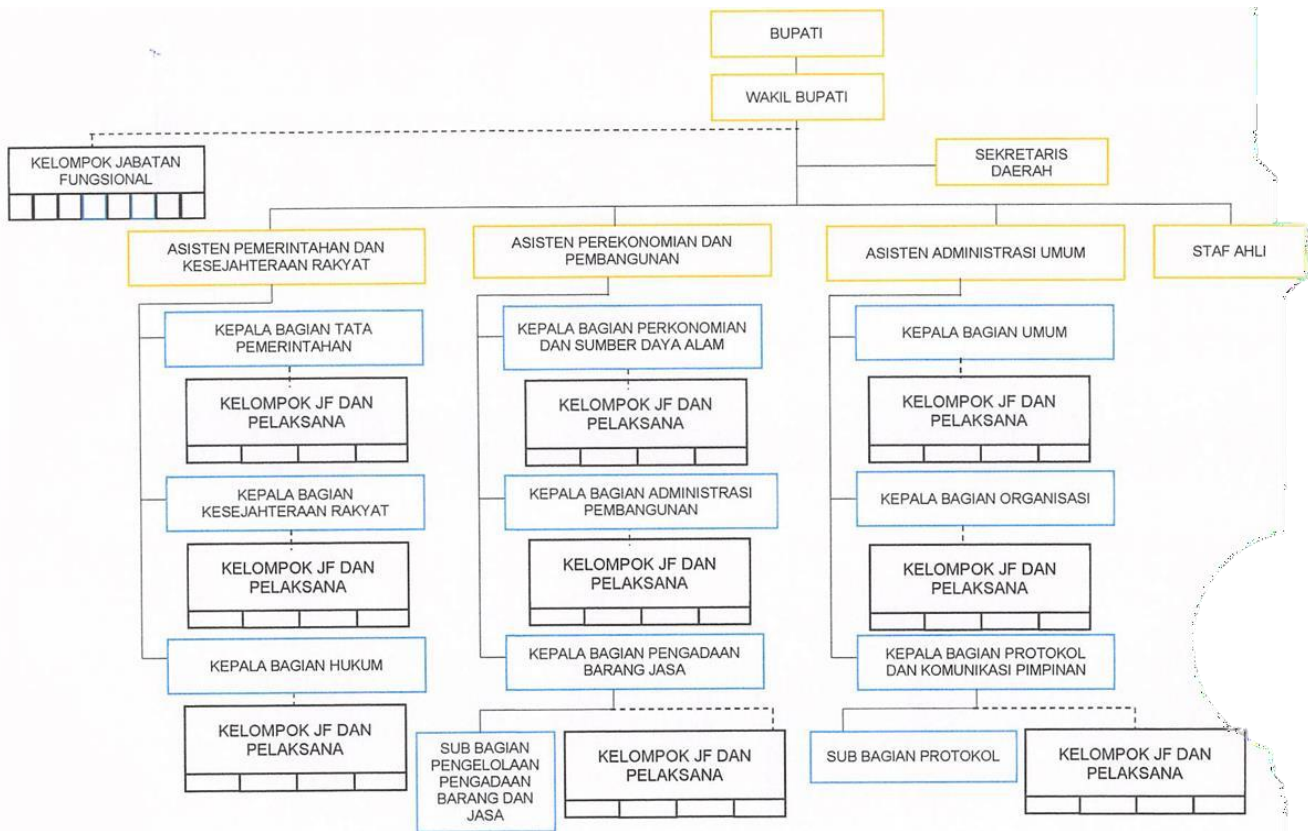 BUPATI
WAKIL BUPATI
KELOMPOK JABATAN
FUNGSIONAL
SEKRETARIS
DAERAH
ASISTEN PEMERINTAHAN DAN
KESEJAHTERAAN RAKYAT
ASISTEN PEREKONOMIAN DAN
PEMBANGUNAN
ASISTEN ADMINISTRASI UMUM
STAF AHLI
KEPALA BAGIAN TATA
PEMERINTAHAN
KELOMPOK JF DAN
PELAKSANA
KEPALA BAGIAN
KESEJAHTERAAN RAKYAT
KELOMPOK JF DAN
PELAKSANA
KEPALA BAGIAN HUKUM
KELOMPOK JF DAN
PELAKSANA
KEPALA BAGIAN PERKONOMIAN
DAN SUMBER DAYA ALAM
KELOMPOK JF DAN
PELAKSANA
KEPALA BAGIAN ADMINISTRASI
PEMBANGUNAN
KELOMPOK JF DAN
PELAKSANA
KEPALA BAGIAN PENGADAAN
BARANG JASA
SUB BAGIAN
PENGELOLAAN
PENGADAAN
BARANG DAN
JASA
KELOMPOK JF DAN
PELAKSANA
KEPALA BAGIAN UMUM
KELOMPOK JF DAN
PELAKSANA
KEPALA BAGIAN ORGANISASI
KELOMPOK JF DAN
PELAKSANA
KEPALA BAGIAN PROTOKOL
DAN KOMUNIKASI PIMPINAN
SUB BAGIAN PROTOKOL
KELOMPOK JF DAN
PELAKSANA